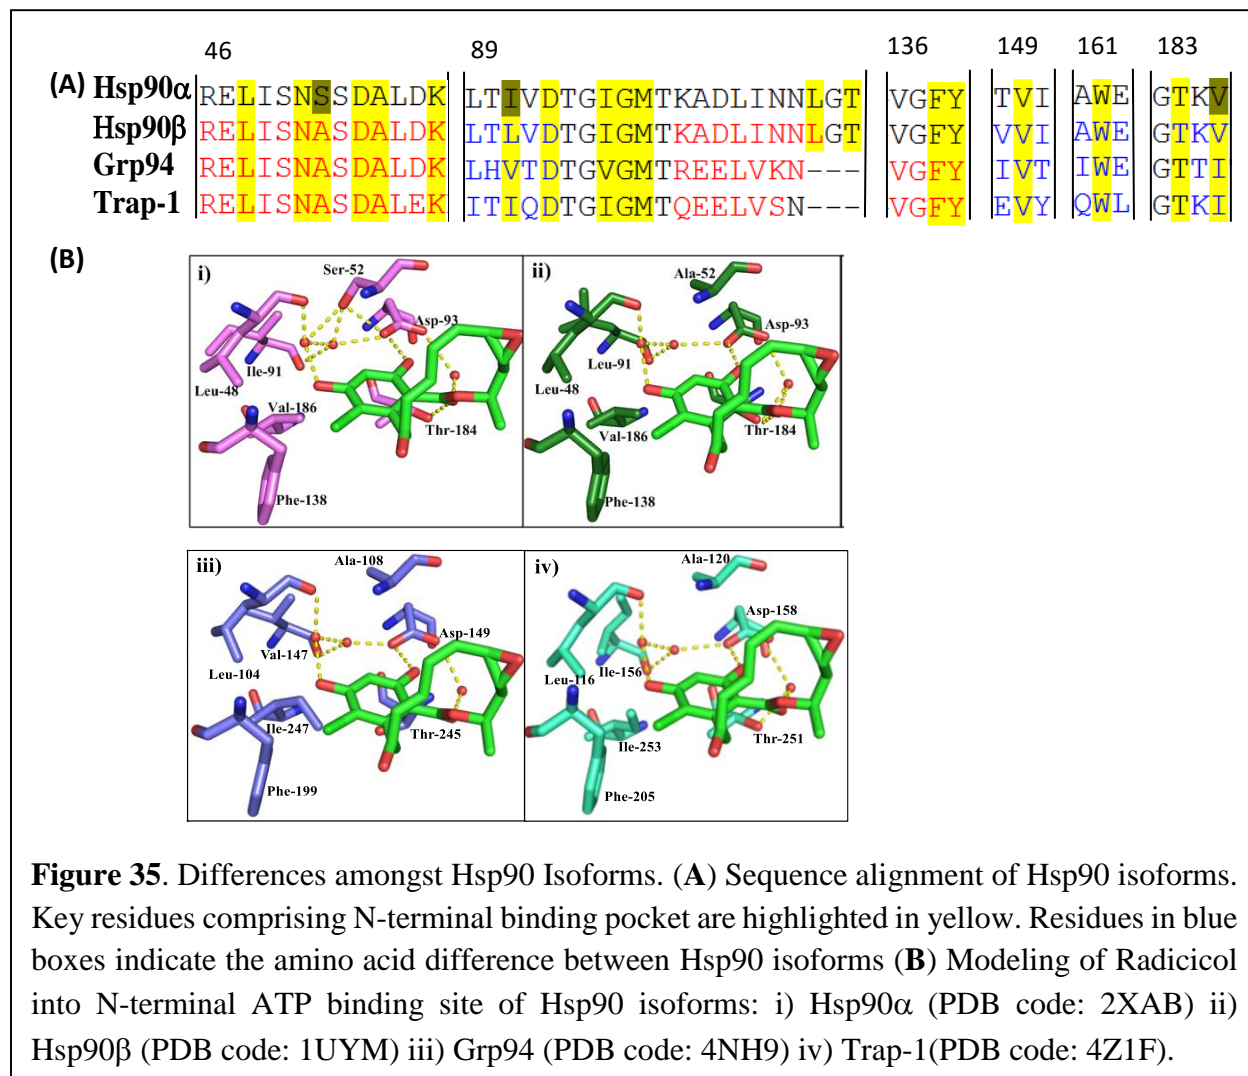 46 89 136 149 161 183
(A) Hsp90α RELISNSSDALDK LTIVDTGIGMTKADLINNLGT VGFY TVI AWE GTKV
Hsp90β RELISNASDALDK LTLVDTGIGMTKADLINNLGT VGFY VVI AWE GTKV
Grp94 RELISNASDALDK LHVTDTGVGMTREELVKN--- VGFY IVT IWE GTTI
Trap-1 RELISNASDALEK ITIQDTGIGMTQEELVSN--- VGFY EVY QWL GTKI
(B)
i)
Ser-52
Asp-93
Ile-91
Leu-48
Val-186
Thr-184
Phe-138
ii)
Ala-52
Asp-93
Leu-91
Leu-48
Val-186
Thr-184
Phe-138
iii)
Ala-108
Asp-149
Val-147
Leu-104
Ile-247
Thr-245
Phe-199
iv)
Ala-120
Asp-158
Ile-156
Leu-116
Ile-253
Thr-251
Phe-205
Figure 35. Differences amongst Hsp90 Isoforms. (A) Sequence alignment of Hsp90 isoforms.
Key residues comprising N-terminal binding pocket are highlighted in yellow. Residues in blue
boxes indicate the amino acid difference between Hsp90 isoforms (B) Modeling of Radicicol
into N-terminal ATP binding site of Hsp90 isoforms: i) Hsp90α (PDB code: 2XAB) ii)
Hsp90β (PDB code: 1UYM) iii) Grp94 (PDB code: 4NH9) iv) Trap-1(PDB code: 4Z1F).